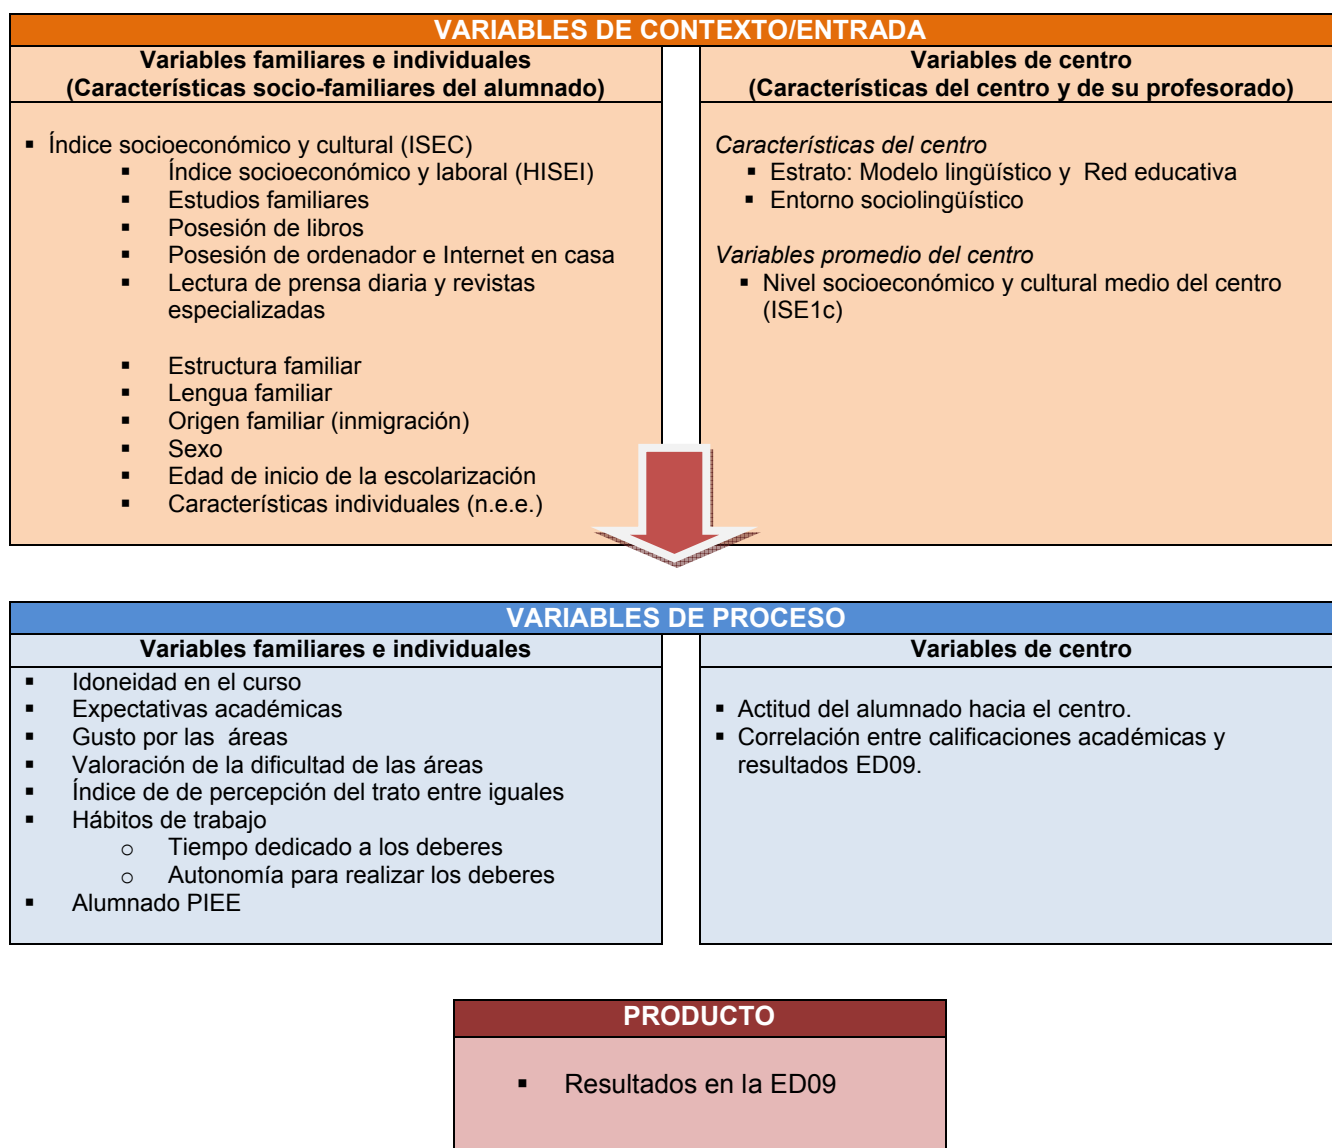 VARIABLES DE CONTEXTO/ENTRADA
Variables familiares e individuales
(Características socio-familiares del alumnado)
▪ Índice socioeconómico y cultural (ISEC)
▪ Índice socioeconómico y laboral (HISEI)
▪ Estudios familiares
▪ Posesión de libros
▪ Posesión de ordenador e Internet en casa
▪ Lectura de prensa diaria y revistas
especializadas
▪ Estructura familiar
▪ Lengua familiar
▪ Origen familiar (inmigración)
▪ Sexo
▪ Edad de inicio de la escolarización
▪ Características individuales (n.e.e.)
Variables de centro
(Características del centro y de su profesorado)
Características del centro
▪ Estrato: Modelo lingüístico y Red educativa
▪ Entorno sociolingüístico
Variables promedio del centro
▪ Nivel socioeconómico y cultural medio del centro
(ISE1c)
VARIABLES DE PROCESO
Variables familiares e individuales
▪ Idoneidad en el curso
▪ Expectativas académicas
▪ Gusto por las áreas
▪ Valoración de la dificultad de las áreas
▪ Índice de de percepción del trato entre iguales
▪ Hábitos de trabajo
o Tiempo dedicado a los deberes
o Autonomía para realizar los deberes
▪ Alumnado PIEE
Variables de centro
▪ Actitud del alumnado hacia el centro.
▪ Correlación entre calificaciones académicas y
resultados ED09.
PRODUCTO
▪ Resultados en la ED09